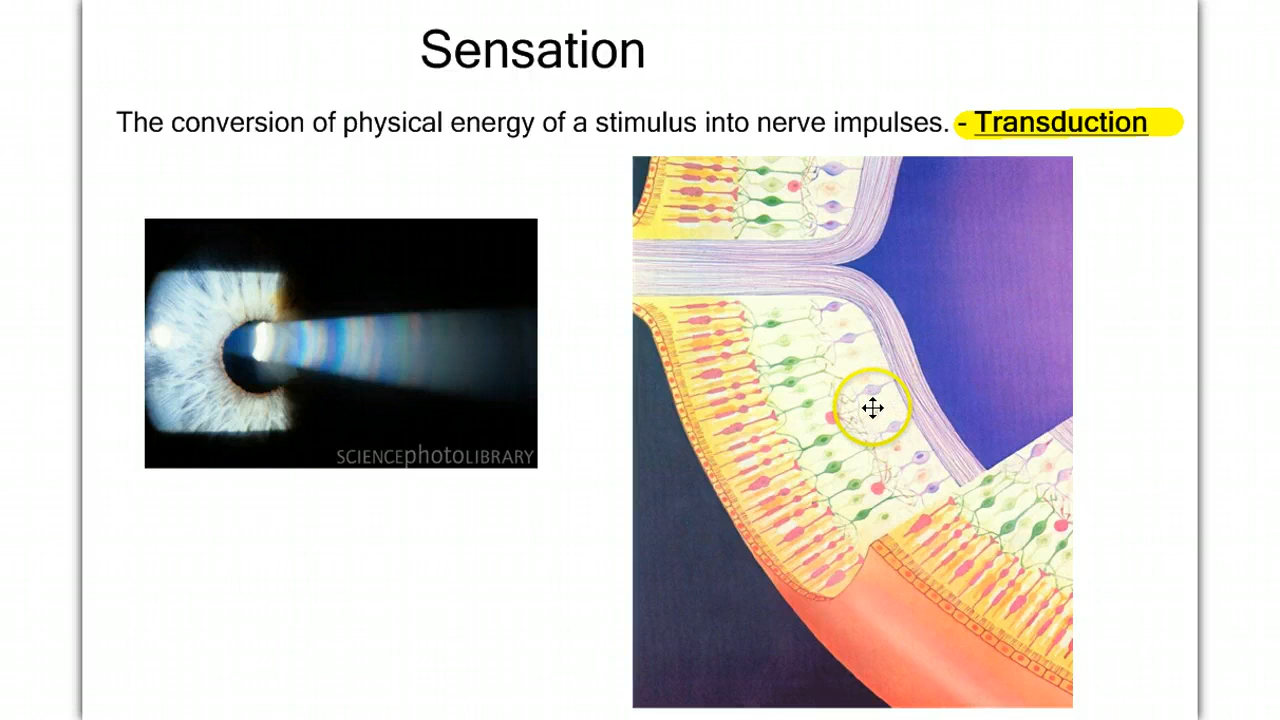 Sensation
The conversion of physical energy of a stimulus into nerve impulses. - Transduction
SCIENCEphotoLIBRARY